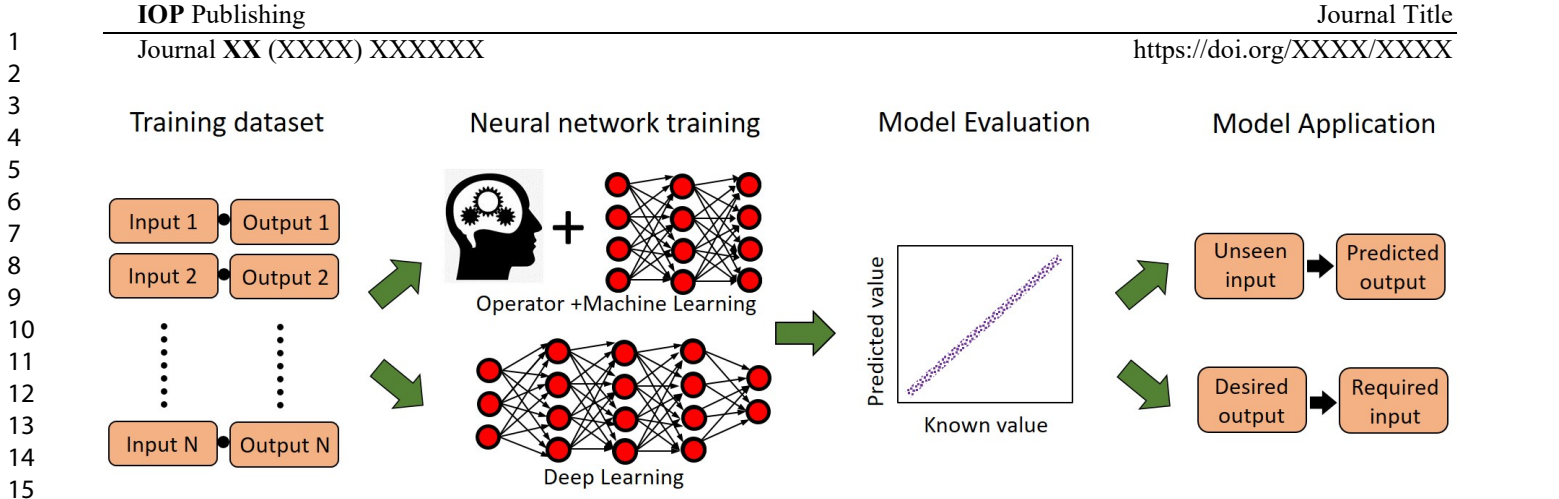 IOP Publishing Journal Title
Journal XX (XXXX) XXXXXX https://doi.org/XXXX/XXXX
1
2
3
4
5
6
7
8
9
10
11
12
13
14
15
Training dataset
Input 1 Output 1
Input 2 Output 2
Input N Output N
Neural network training
+
Operator +Machine Learning
Deep Learning
Model Evaluation
Predicted value
Known value
Model Application
Unseen
input
Predicted
output
Desired
output
Required
input